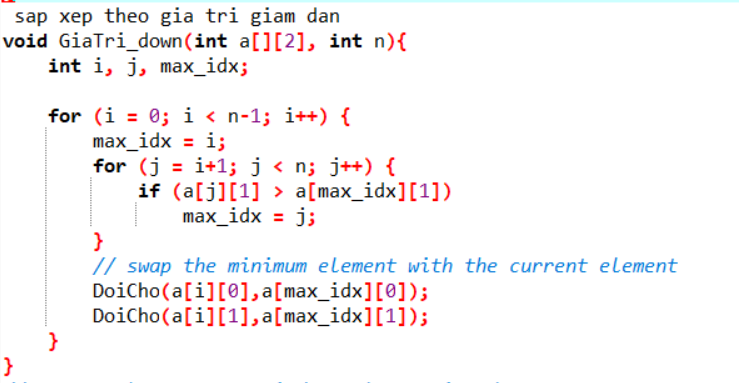 sap xep theo gia tri giam dan
void GiaTri_down(int a[][2], int n){
    int i, j, max_idx;

    for (i = 0; i < n-1; i++) {
        max_idx = i;
        for (j = i+1; j < n; j++) {
            if (a[j][1] > a[max_idx][1])
                max_idx = j;
        }
        // swap the minimum element with the current element
        DoiCho(a[i][0],a[max_idx][0]);
        DoiCho(a[i][1],a[max_idx][1]);
    }
}